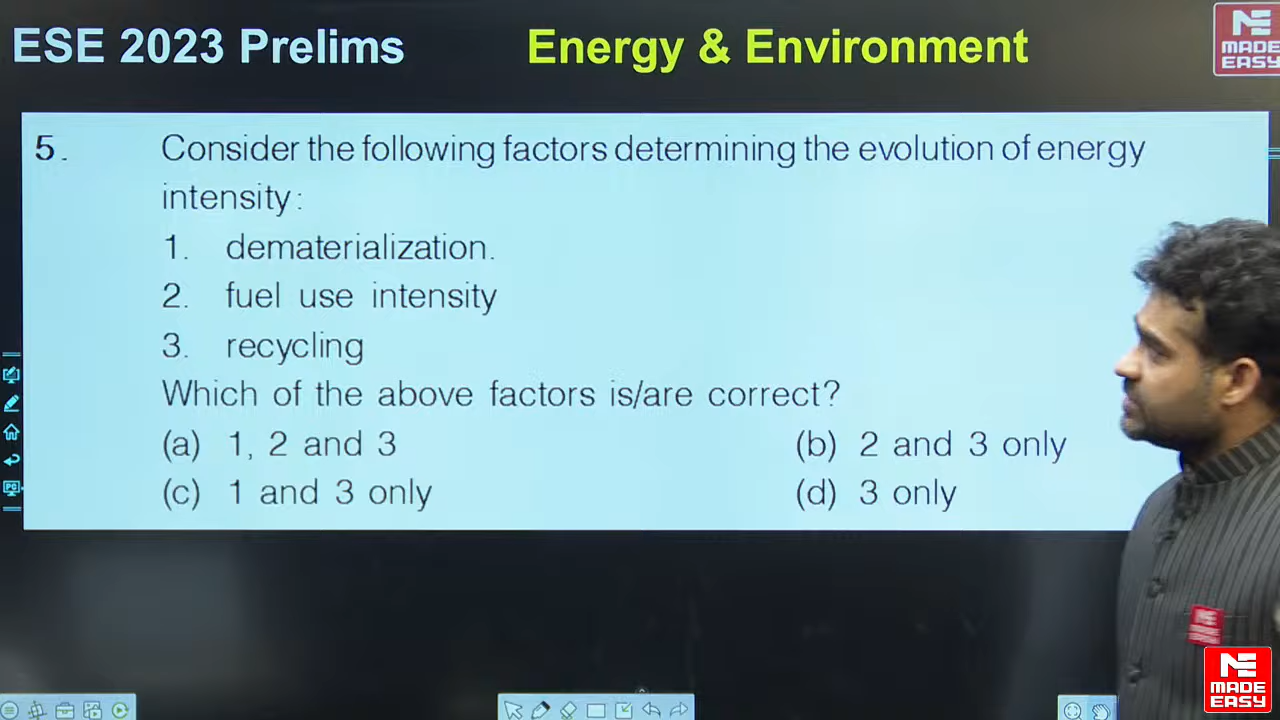 ESE 2023 Prelims Energy & Environment
MADE
EASY
5. Consider the following factors determining the evolution of energy
intensity:
1. dematerialization.
2. fuel use intensity
3. recycling
Which of the above factors is/are correct?
(a) 1, 2 and 3 (b) 2 and 3 only
(c) 1 and 3 only (d) 3 only
PC
MADE
EASY